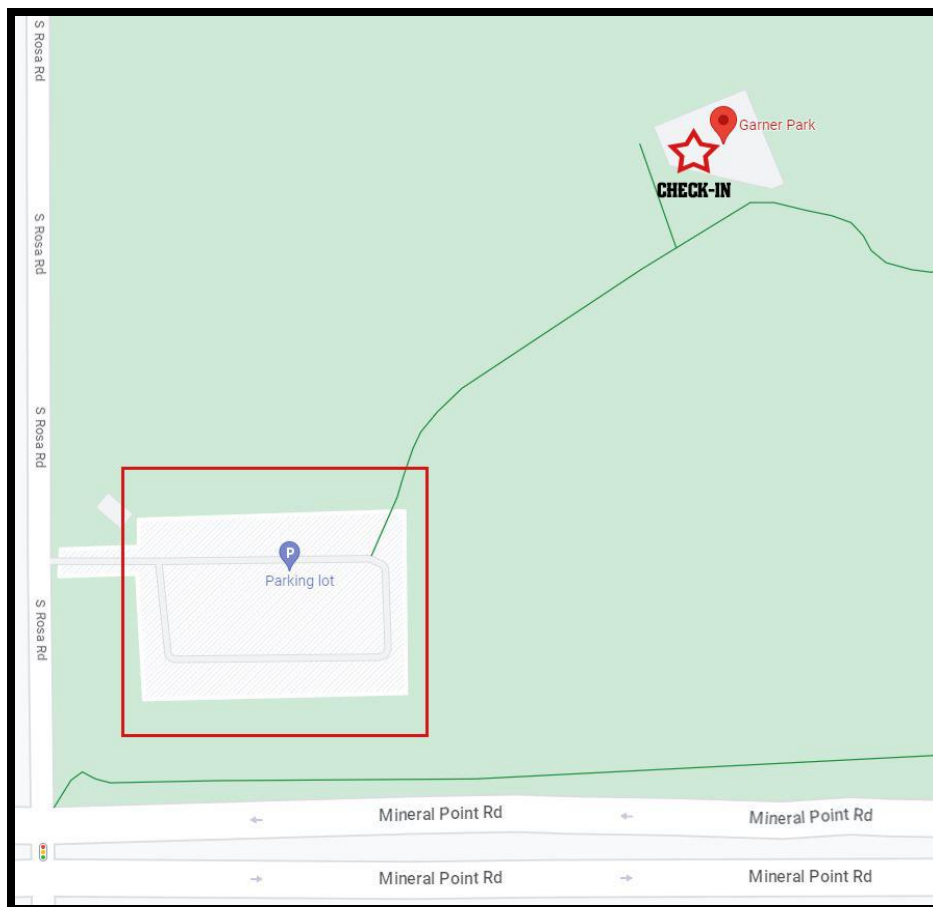 S Rosa Rd
Garner Park
CHECK-IN
S Rosa Rd
S Rosa Rd
P
Parking lot
S Rosa Rd
Mineral Point Rd
Mineral Point Rd
Mineral Point Rd
Mineral Point Rd